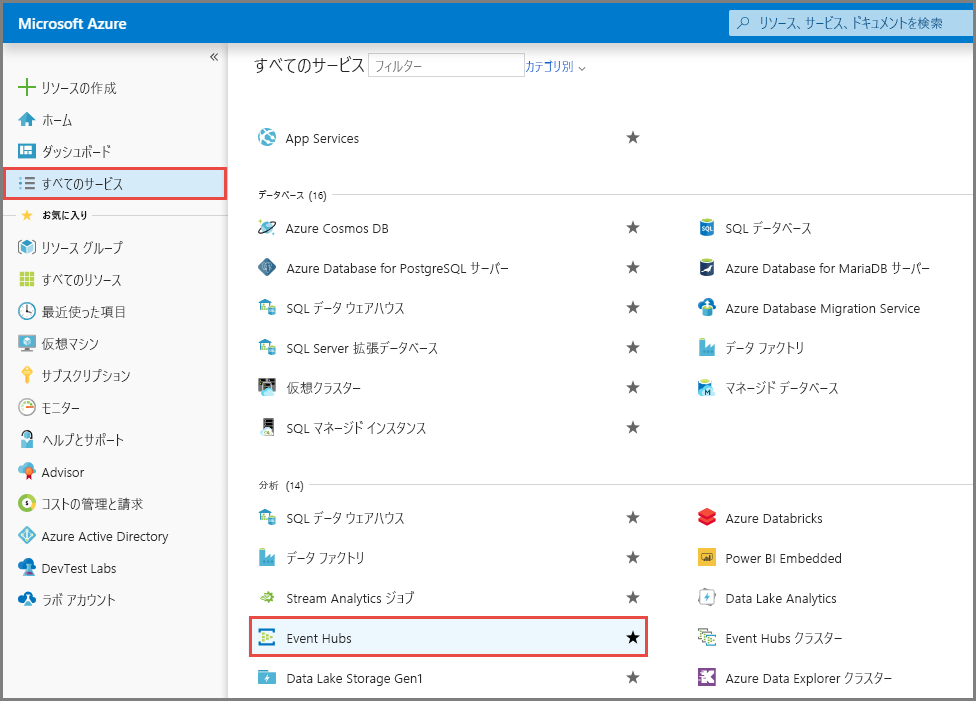 Microsoft Azure
リソース、サービス、ドキュメントを検索
«
リソースの作成
ホーム
ダッシュボード
すべてのサービス
お気に入り
リソース グループ
すべてのリソース
最近使った項目
仮想マシン
サブスクリプション
モニター
ヘルプとサポート
Advisor
コストの管理と請求
Azure Active Directory
DevTest Labs
ラボ アカウント
すべてのサービス フィルター カテゴリ別
App Services
データベース (16)
Azure Cosmos DB
SQL データベース
Azure Database for PostgreSQL サーバー
Azure Database for MariaDB サーバー
SQL データ ウェアハウス
Azure Database Migration Service
SQL Server 拡張データベース
データ ファクトリ
仮想クラスター
マネージド データベース
SQL マネージド インスタンス
分析 (14)
SQL データ ウェアハウス
Azure Databricks
データ ファクトリ
Power BI Embedded
Stream Analytics ジョブ
Data Lake Analytics
Event Hubs
Event Hubs クラスター
Data Lake Storage Gen1
Azure Data Explorer クラスター